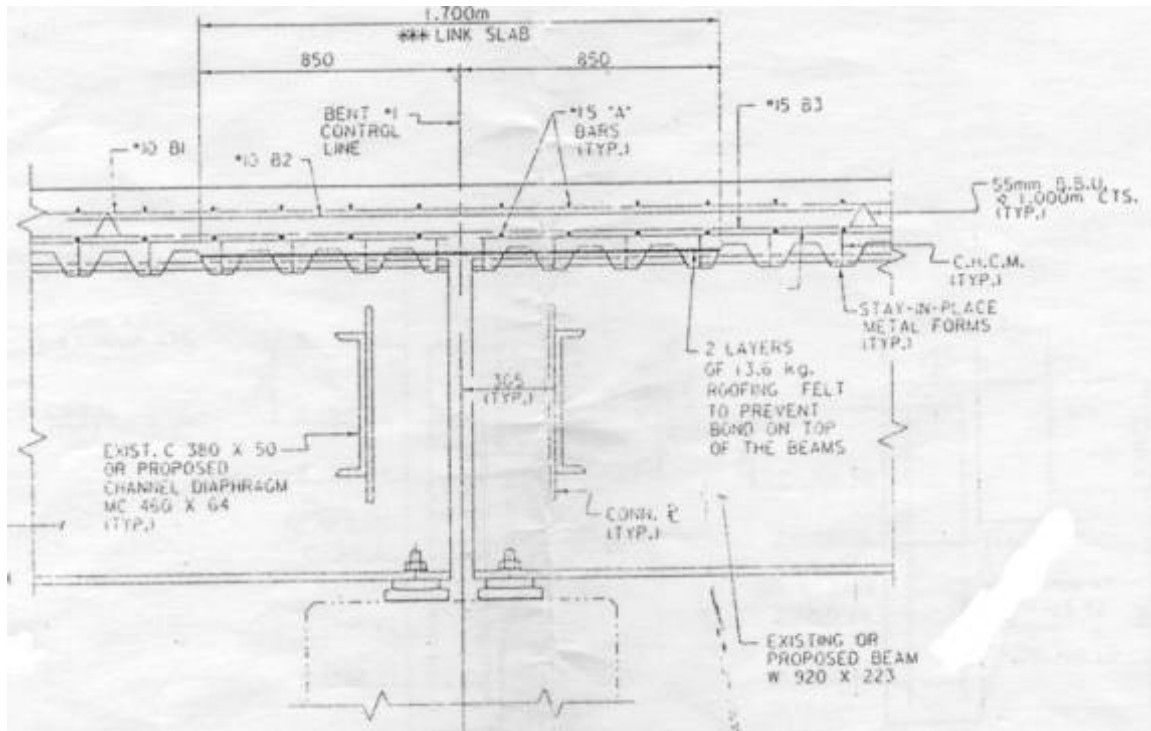 1.700m
*** LINK SLAB
850
850
BENT #1
CONTROL
LINE
#15 "A"
BARS
(TYP.)
#15 B3
#10 B1
#10 B2
55mm B.B.U.
@ 1.000m CTS.
(TYP.)
C.H.C.M.
(TYP.)
STAY-IN-PLACE
METAL FORMS
(TYP.)
2 LAYERS
OF 13.6 kg.
ROOFING FELT
TO PREVENT
BOND ON TOP
OF THE BEAMS
305
(TYP.)
EXIST. C 380 X 50
OR PROPOSED
CHANNEL DIAPHRAGM
MC 460 X 64
(TYP.)
CONN. ⅊
(TYP.)
EXISTING OR
PROPOSED BEAM
W 920 X 223